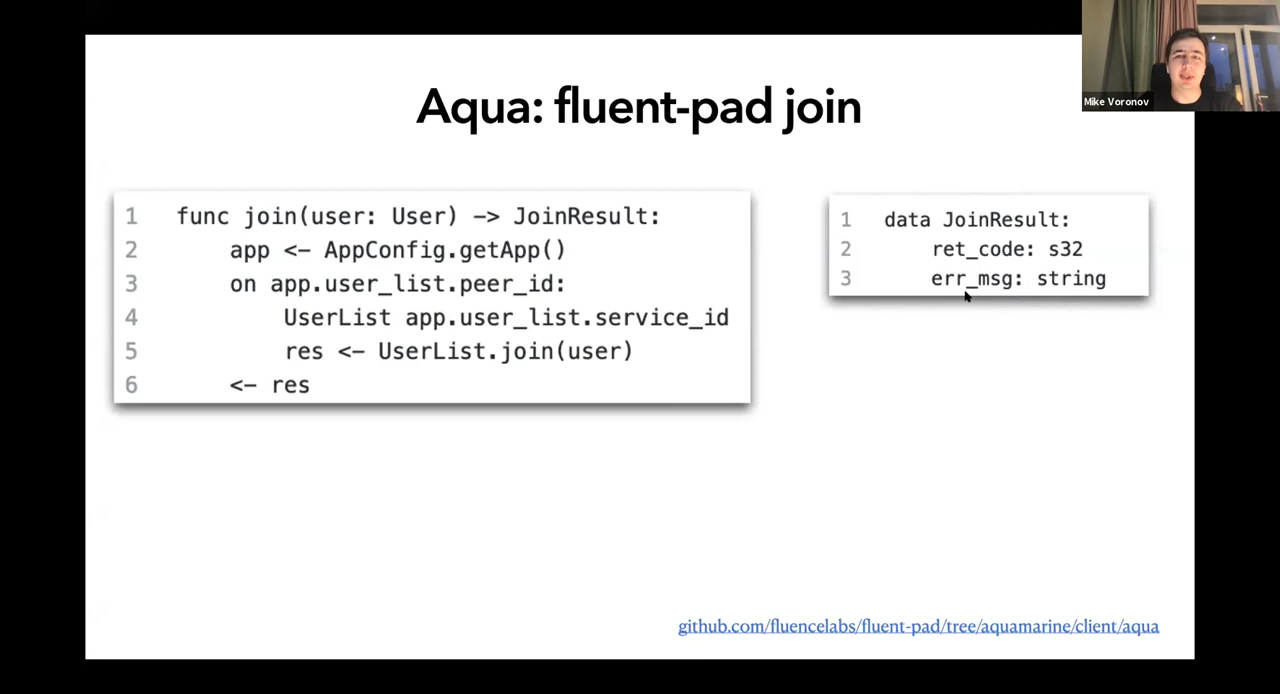 Mike Voronov
Aqua: fluent-pad join
1 func join(user: User) -> JoinResult:
2 app <- AppConfig.getApp()
3 on app.user_list.peer_id:
4 UserList app.user_list.service_id
5 res <- UserList.join(user)
6 <- res
1 data JoinResult:
2 ret_code: s32
3 err_msg: string
github.com/fluencelabs/fluent-pad/tree/aquamarine/client/aqua